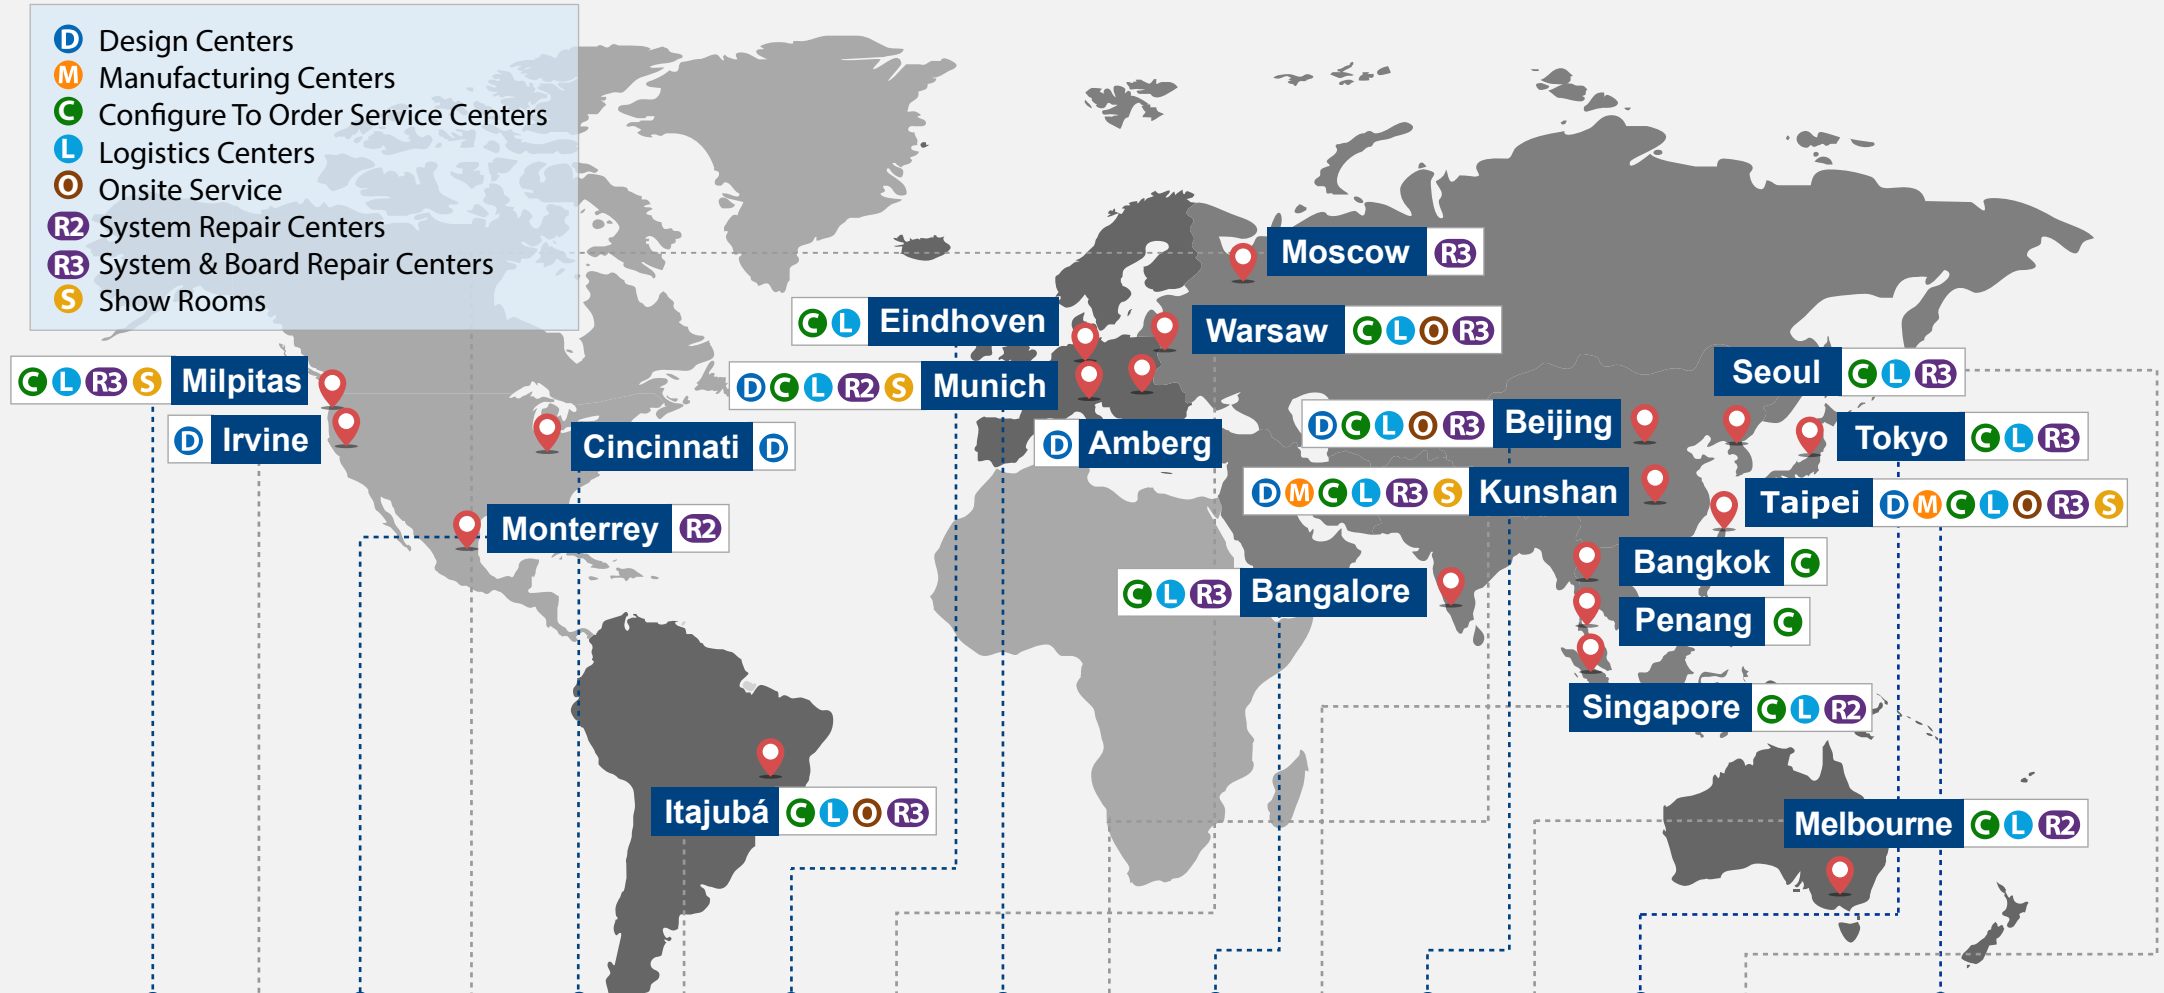 D Design Centers
M Manufacturing Centers
C Configure To Order Service Centers
L Logistics Centers
O Onsite Service
R2 System Repair Centers
R3 System & Board Repair Centers
S Show Rooms
Moscow R3
C L Eindhoven
Warsaw C L O R3
C L R3 S Milpitas
D C L R2 S Munich
Seoul C L R3
D Irvine
Cincinnati D
D Amberg
D C L O R3 Beijing
Tokyo C L R3
D M C L R3 S Kunshan
Taipei D M C L O R3 S
Monterrey R2
Bangkok C
C L R3 Bangalore
Penang C
Singapore C L R2
Itajubá C L O R3
Melbourne C L R2